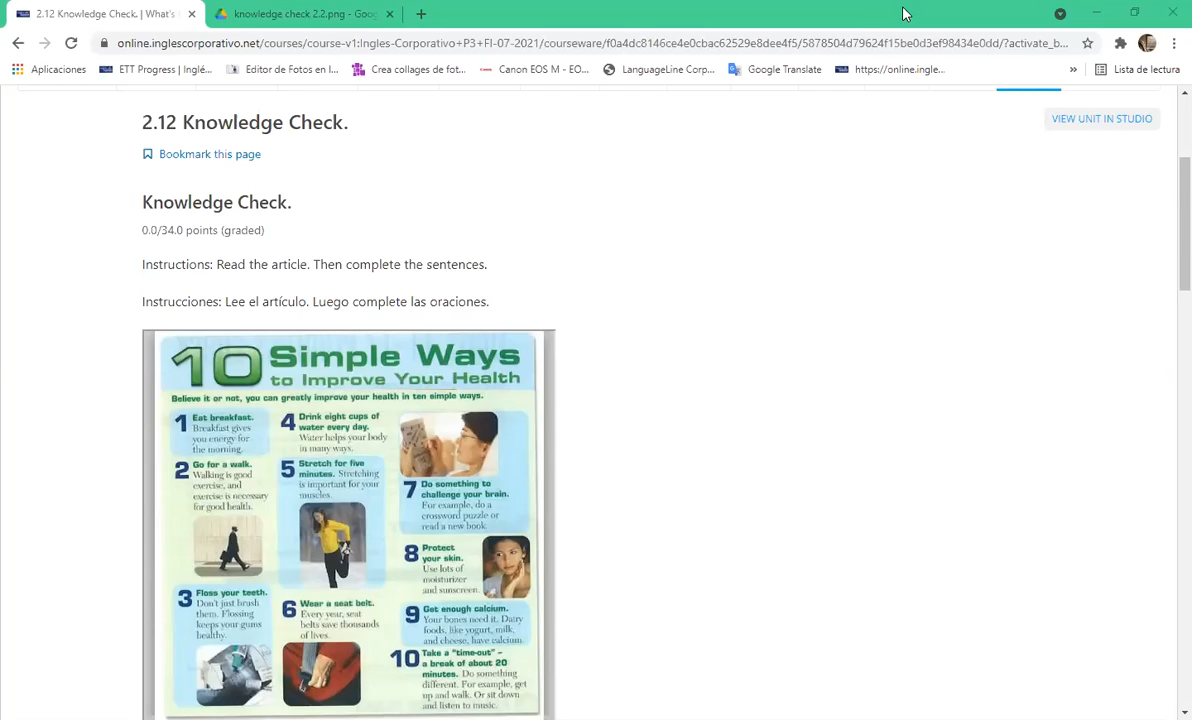 2.12 Knowledge Check. | What's
knowledge check 2.2.png - Goog
online.inglescorporativo.net/courses/course-v1:Ingles-Corporativo+P3+FI-07-2021/courseware/f0a4dc8146ce4e0cbac62529e8dee4f5/5878504d79624f15be0d3ef98434e0dd/?activate_b...
Aplicaciones ETT Progress | Inglé... Editor de Fotos en l... Crea collages de fot... Canon EOS M - EO... LanguageLine Corp... Google Translate https://online.ingle... » Lista de lectura
2.12 Knowledge Check.
VIEW UNIT IN STUDIO
Bookmark this page
Knowledge Check.
0.0/34.0 points (graded)
Instructions: Read the article. Then complete the sentences.
Instrucciones: Lee el artículo. Luego complete las oraciones.
10 Simple Ways
to Improve Your Health
Believe it or not, you can greatly improve your health in ten simple ways.
1 Eat breakfast.
Breakfast gives
you energy for
the morning.
2 Go for a walk.
Walking is good
exercise, and
exercise is necessary
for good health.
3 Floss your teeth.
Don't just brush
them. Flossing
keeps your gums
healthy.
4 Drink eight cups of
water every day.
Water helps your body
in many ways.
5 Stretch for five
minutes. Stretching
is important for your
muscles.
6 Wear a seat belt.
Every year, seat
belts save thousands
of lives.
7 Do something to
challenge your brain.
For example, do a
crossword puzzle or
read a new book.
8 Protect
your skin.
Use lots of
moisturizer
and sunscreen.
9 Get enough calcium.
Your bones need it. Dairy
foods, like yogurt, milk,
and cheese, have calcium.
10 Take a "time-out" –
a break of about 20
minutes. Do something
different. For example, get
up and walk. Or sit down
and listen to music.